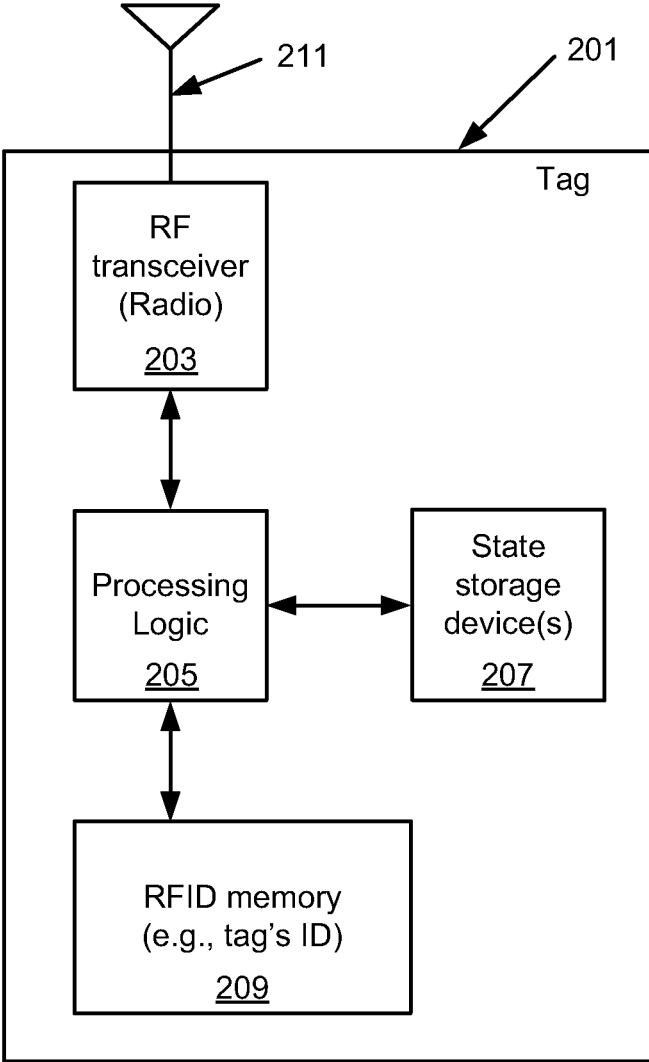 211
201
Tag
RF
transceiver
(Radio)
203
Processing
Logic
205
State
storage
device(s)
207
RFID memory
(e.g., tag's ID)
209